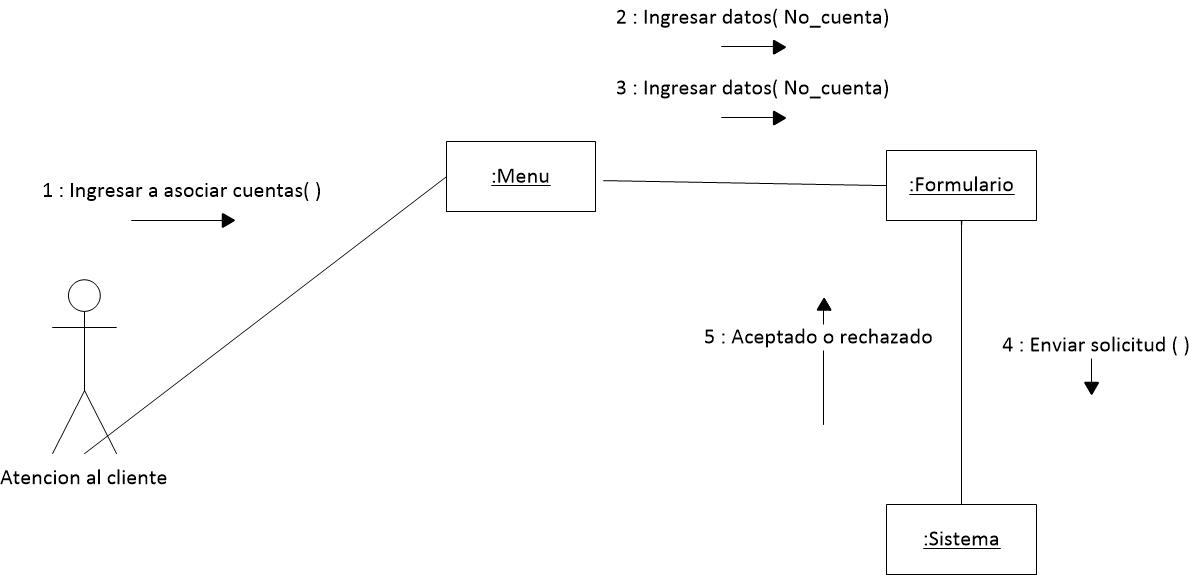 2 : Ingresar datos( No_cuenta)
3 : Ingresar datos( No_cuenta)
1 : Ingresar a asociar cuentas( )
:Menu
:Formulario
5 : Aceptado o rechazado
4 : Enviar solicitud ( )
Atencion al cliente
:Sistema